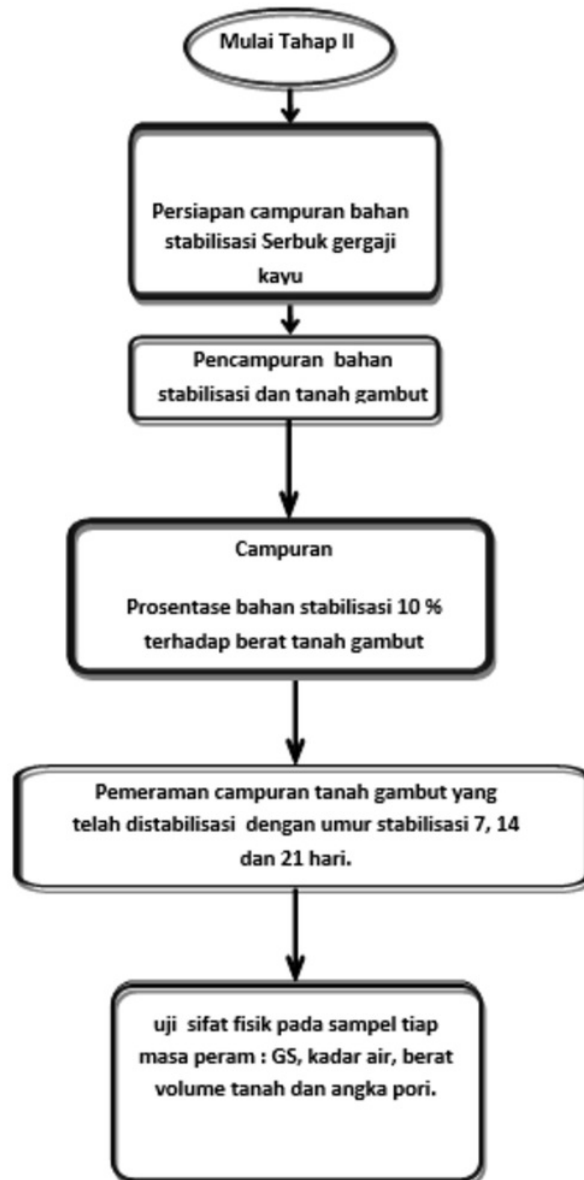 Mulai Tahap II
Persiapan campuran bahan
stabilisasi Serbuk gergaji
kayu
Pencampuran bahan
stabilisasi dan tanah gambut
Campuran
Prosentase bahan stabilisasi 10 %
terhadap berat tanah gambut
Pemeraman campuran tanah gambut yang
telah distabilisasi dengan umur stabilisasi 7, 14
dan 21 hari.
uji sifat fisik pada sampel tiap
masa peram : GS, kadar air, berat
volume tanah dan angka pori.